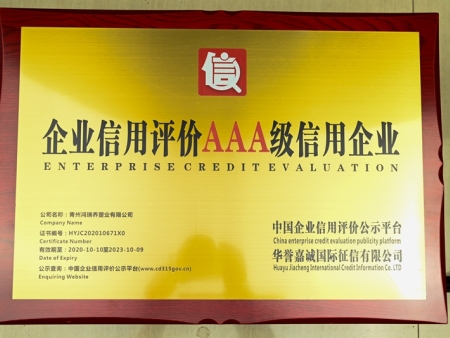 信
企业信用评价AAA级信用企业
ENTERPRISE CREDIT EVALUATION
公司名称：青州鸿瑞养塑业有限公司
Company Name
证书编号：HYJC202010671X0
Certificate Number
有效期至：2020-10-10至2023-10-09
Date of Expiry
公示查询：中国企业信用评价公示平台(www.cd315gov.cn)
Enquiring Website
中国企业信用评价公示平台
China enterprise credit evaluation publicity platform
华誉嘉诚国际征信有限公司
Huayu Jiacheng International Credit Information Co. LTD